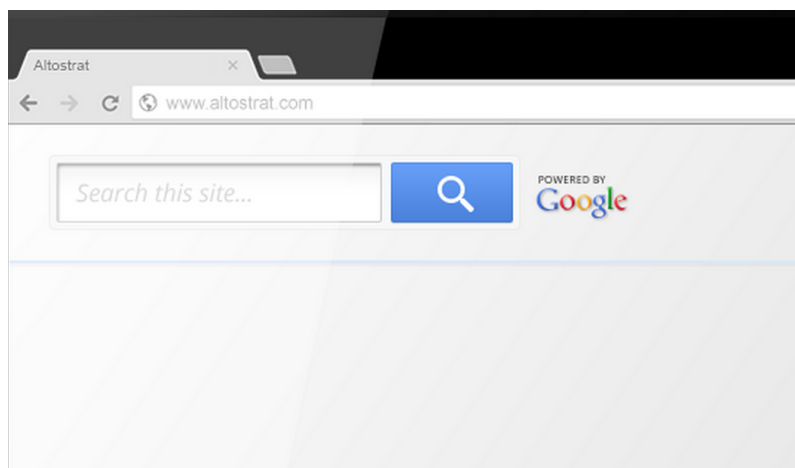 Altostrat
www.altostrat.com
Search this site...
POWERED BY
Google